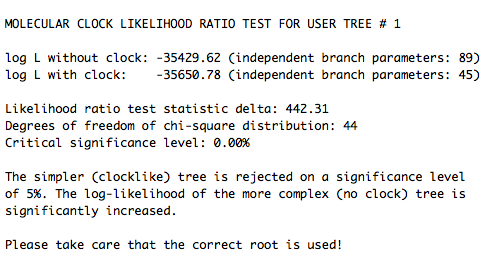 MOLECULAR CLOCK LIKELIHOOD RATIO TEST FOR USER TREE # 1
log L without clock: -35429.62 (independent branch parameters: 89)
log L with clock:    -35650.78 (independent branch parameters: 45)
Likelihood ratio test statistic delta: 442.31
Degrees of freedom of chi-square distribution: 44
Critical significance level: 0.00%
The simpler (clocklike) tree is rejected on a significance level
of 5%. The log-likelihood of the more complex (no clock) tree is
significantly increased.
Please take care that the correct root is used!